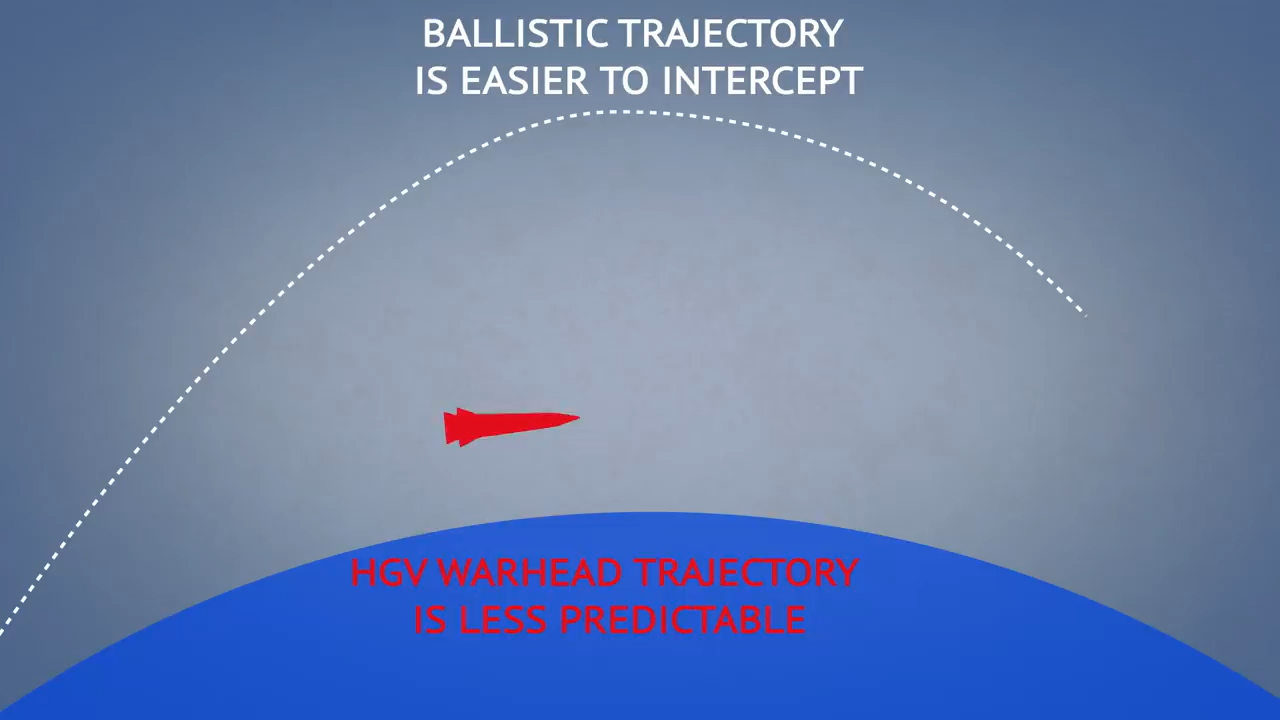 BALLISTIC TRAJECTORY
IS EASIER TO INTERCEPT
HGV WARHEAD TRAJECTORY
IS LESS PREDICTABLE